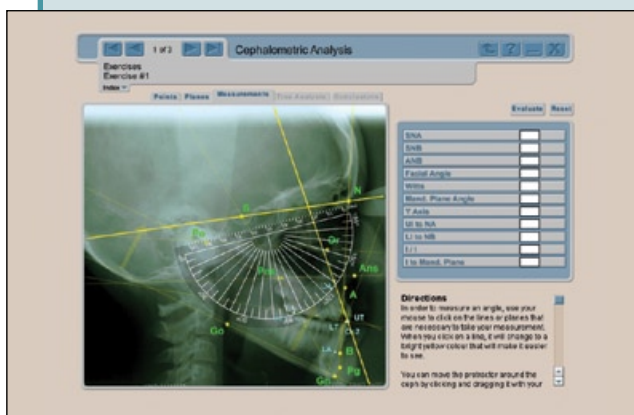 1 of 3
Cephalometric Analysis
Exercises
Exercise #1
Index
Points Planes Measurements
Evaluate Reset
SNA
SNB
ANB
Facial Angle
Wits
Mand. Plane Angle
Y Axis
UI to NA
LI to NB
I / I
I to Mand. Plane
N
S
Po
Or
Ans
Pns
A
UT
LT
Go
B
Pg
Directions
In order to measure an angle, use your
mouse to click on the lines or planes that
are necessary to take your measurement.
When you click on a line, it will change to a
bright yellow colour that will make it easier
to see.
You can move the protractor around the
ceph by clicking and dragging it with your